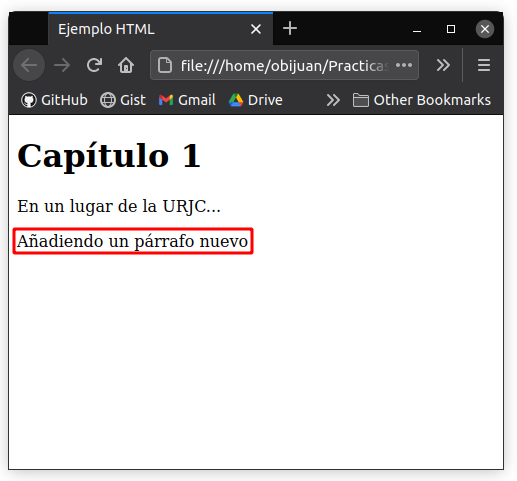 Ejemplo HTML
file:///home/obijuan/Practicas
GitHub Gist Gmail Drive Other Bookmarks
Capítulo 1
En un lugar de la URJC...
Añadiendo un párrafo nuevo